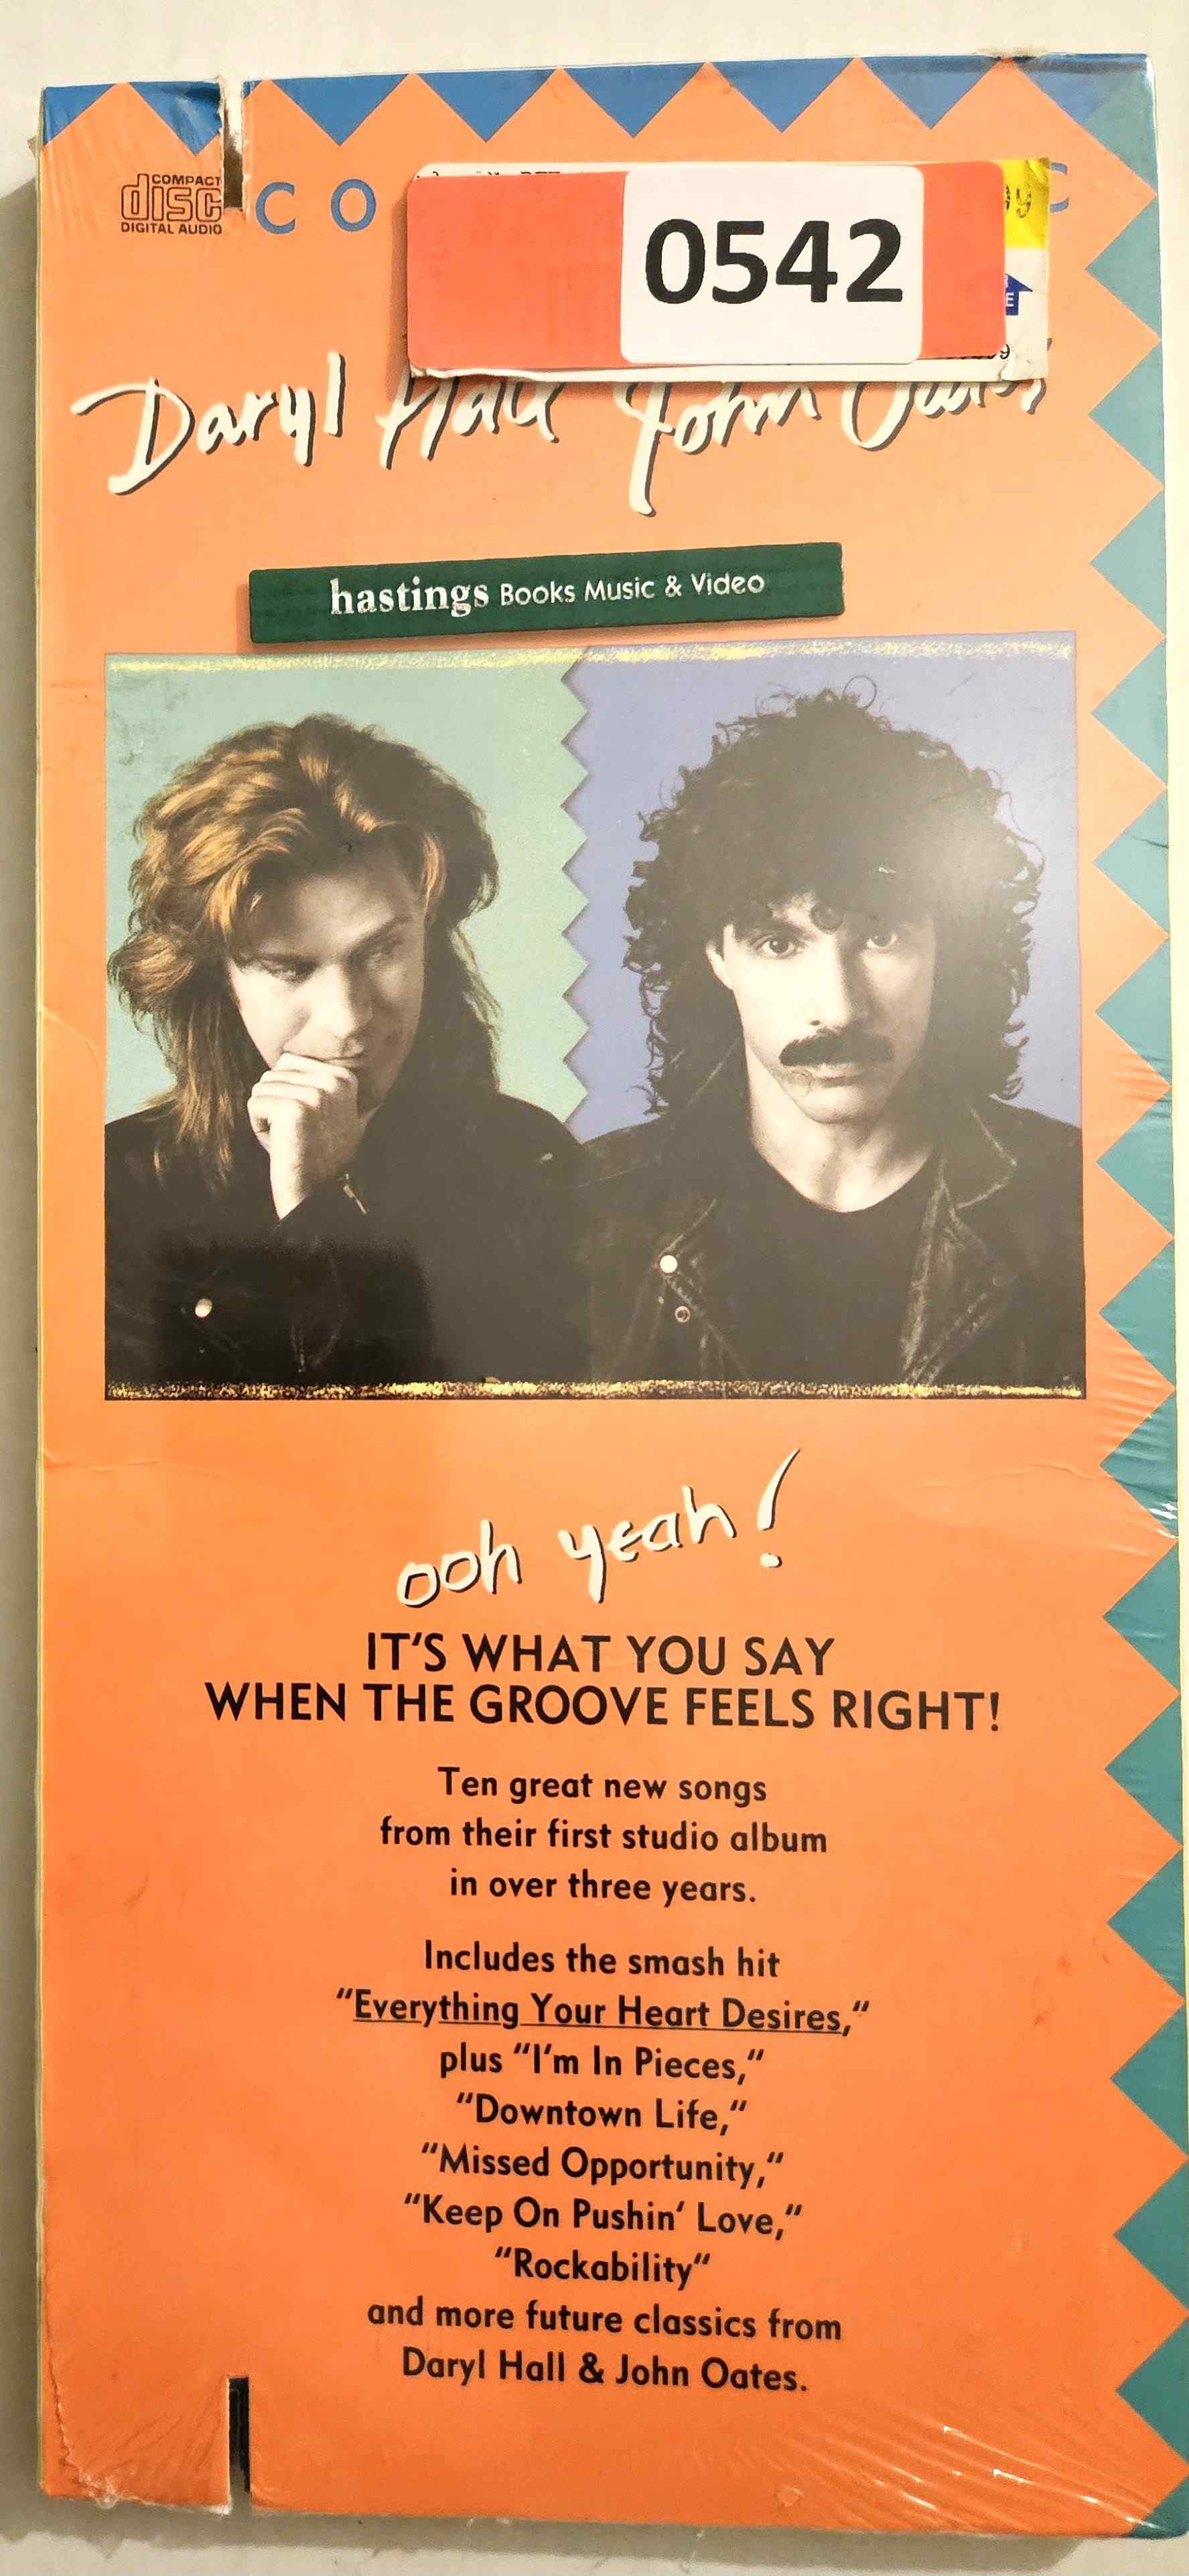 COMPACT
disc
DIGITAL AUDIO
C O
C
0542
Daryl Hall John Oates
hastings Books Music & Video
ooh yeah!
IT'S WHAT YOU SAY
WHEN THE GROOVE FEELS RIGHT!
Ten great new songs
from their first studio album
in over three years.
Includes the smash hit
"Everything Your Heart Desires,"
plus "I'm In Pieces,"
"Downtown Life,"
"Missed Opportunity,"
"Keep On Pushin' Love,"
"Rockability"
and more future classics from
Daryl Hall & John Oates.